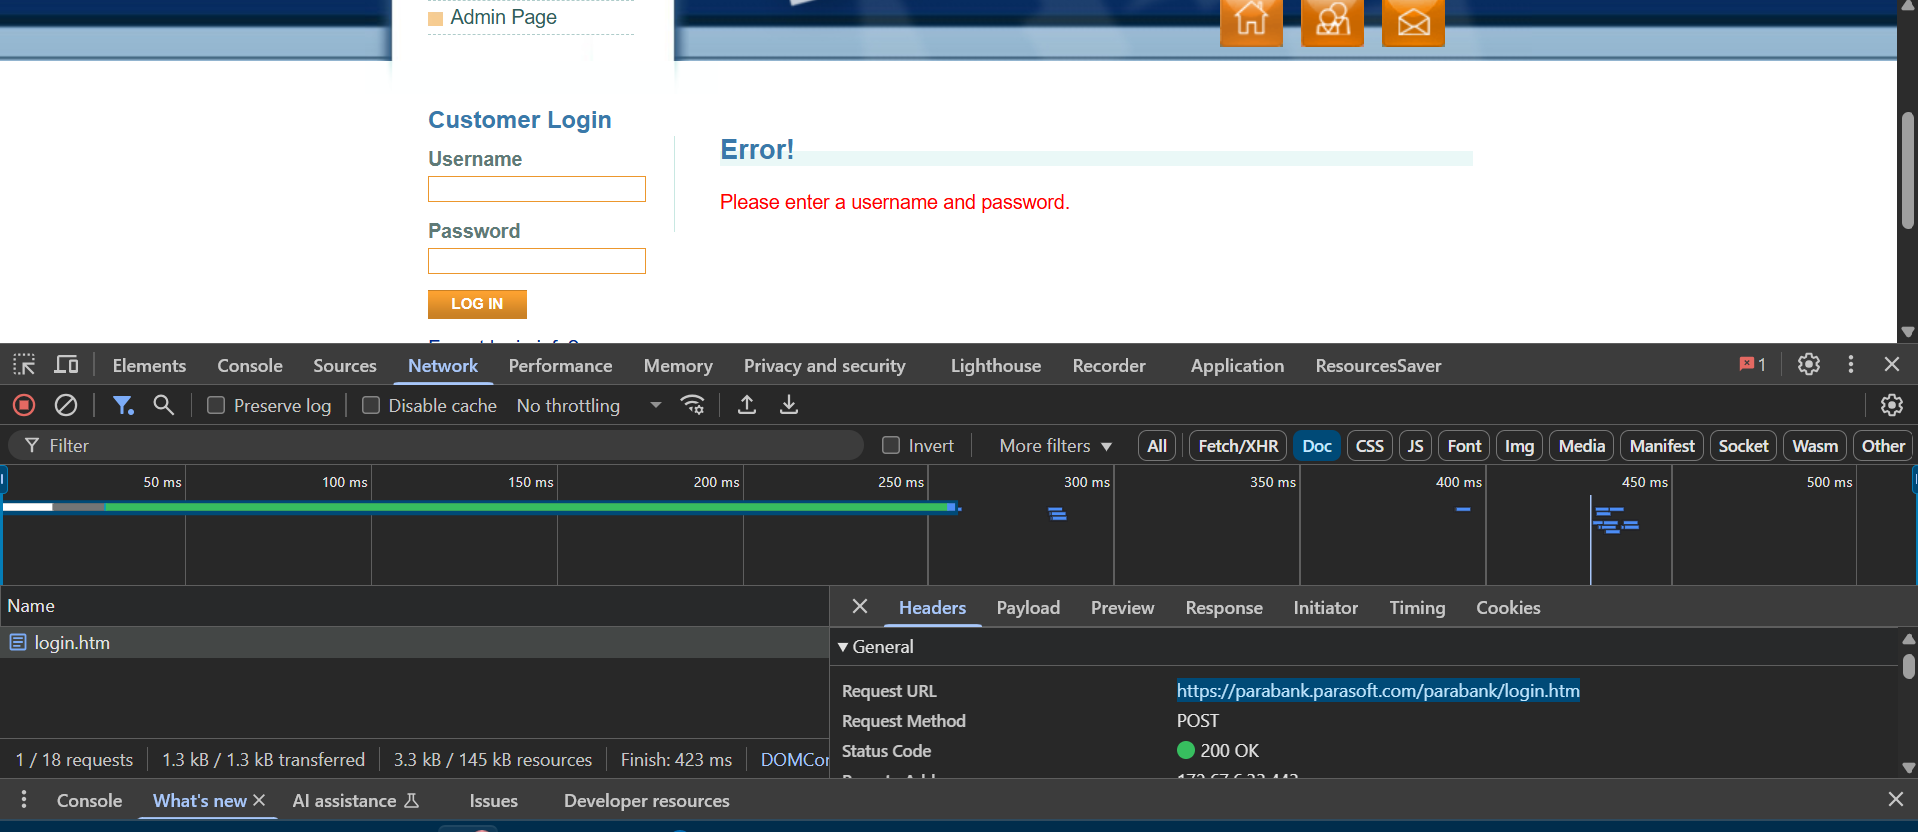 Admin Page
Customer Login
Username
Password
LOG IN
Error!
Please enter a username and password.
Elements Console Sources Network Performance Memory Privacy and security Lighthouse Recorder Application ResourcesSaver 1
Preserve log Disable cache No throttling
Filter Invert More filters All Fetch/XHR Doc CSS JS Font Img Media Manifest Socket Wasm Other
50 ms 100 ms 150 ms 200 ms 250 ms 300 ms 350 ms 400 ms 450 ms 500 ms
Name
login.htm
1 / 18 requests 1.3 kB / 1.3 kB transferred 3.3 kB / 145 kB resources Finish: 423 ms DOMCor
Headers Payload Preview Response Initiator Timing Cookies
General
Request URL https://parabank.parasoft.com/parabank/login.htm
Request Method POST
Status Code 200 OK
Console What's new AI assistance Issues Developer resources